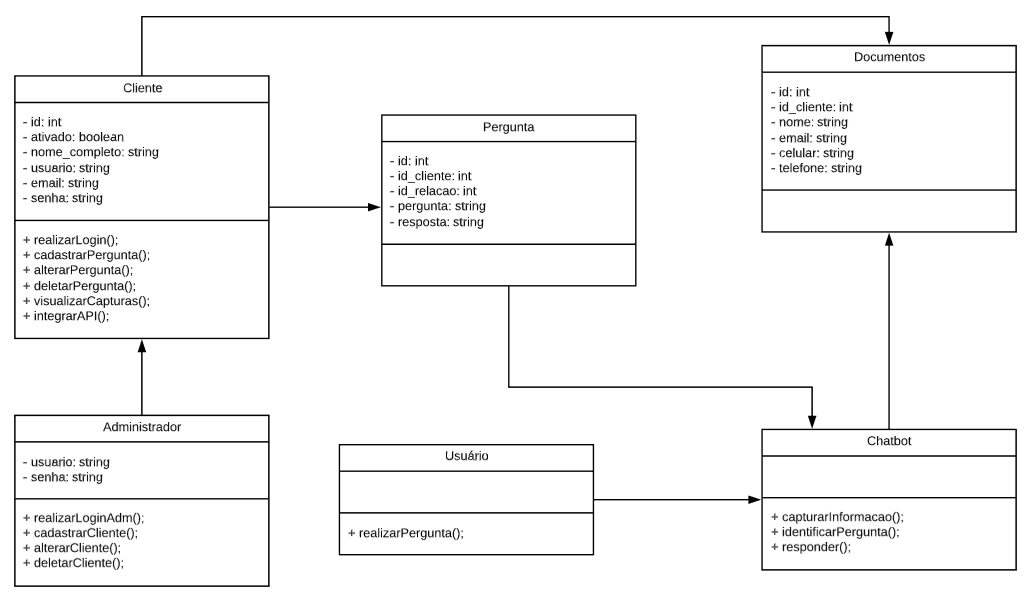 Cliente
- id: int
- ativado: boolean
- nome_completo: string
- usuario: string
- email: string
- senha: string
+ realizarLogin();
+ cadastrarPergunta();
+ alterarPergunta();
+ deletarPergunta();
+ visualizarCapturas();
+ integrarAPI();
Pergunta
- id: int
- id_cliente: int
- id_relacao: int
- pergunta: string
- resposta: string
Documentos
- id: int
- id_cliente: int
- nome: string
- email: string
- celular: string
- telefone: string
Administrador
- usuario: string
- senha: string
+ realizarLoginAdm();
+ cadastrarCliente();
+ alterarCliente();
+ deletarCliente();
Usuário
+ realizarPergunta();
Chatbot
+ capturarInformacao();
+ identificarPergunta();
+ responder();